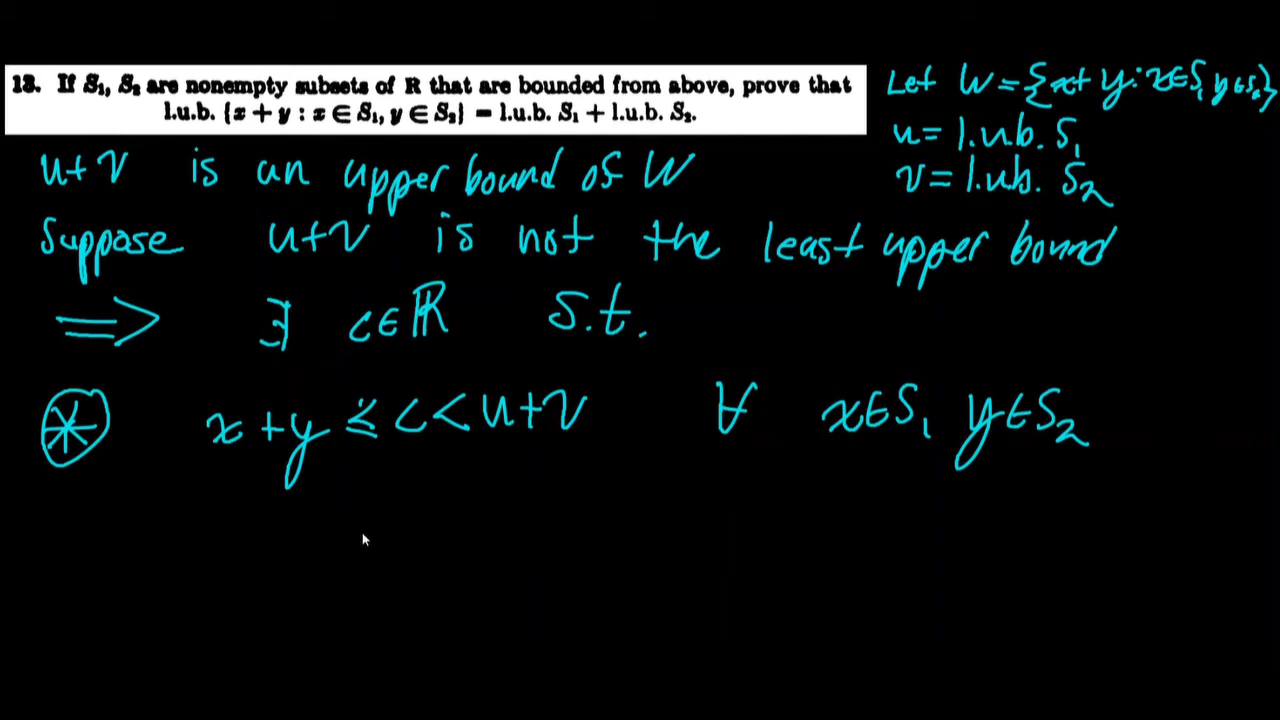 13. If S₁, S₂ are nonempty subsets of R that are bounded from above, prove that
l.u.b. {x + y : x ∈ S₁, y ∈ S₂} = l.u.b. S₁ + l.u.b. S₂.
Let W = {x+y : x∈S₁ y∈S₂}
u = l.u.b. S₁
v = l.u.b. S₂
u+v is an upper bound of W
Suppose u+v is not the least upper bound
⟹ ∃ c∈ℝ s.t.
⊛ x+y ≤ c < u+v ∀ x∈S₁ y∈S₂